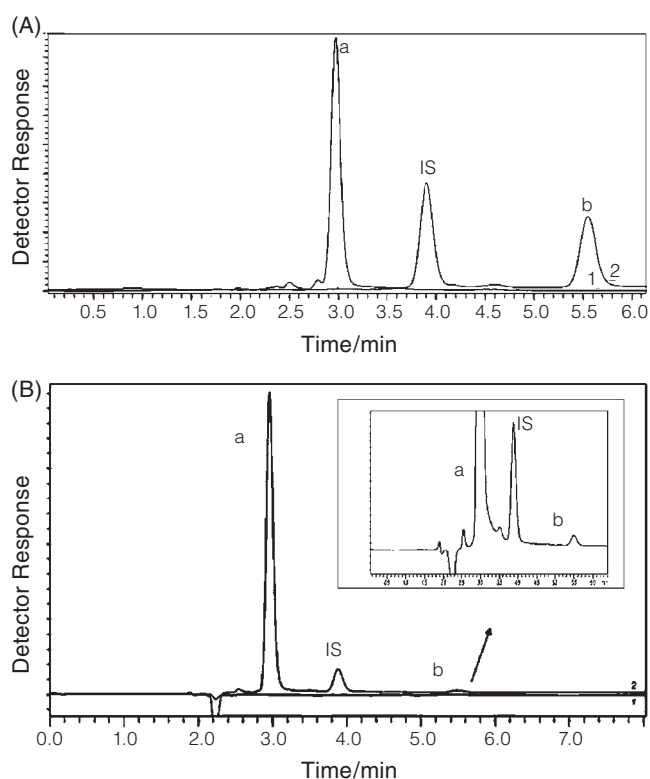 (A)
Detector Response
a
IS
b
1 2
0.5 1.0 1.5 2.0 2.5 3.0 3.5 4.0 4.5 5.0 5.5 6.0
Time/min
(B)
Detector Response
a
IS
b
a
IS
b
2
1
0.0 1.0 2.0 3.0 4.0 5.0 6.0 7.0
Time/min